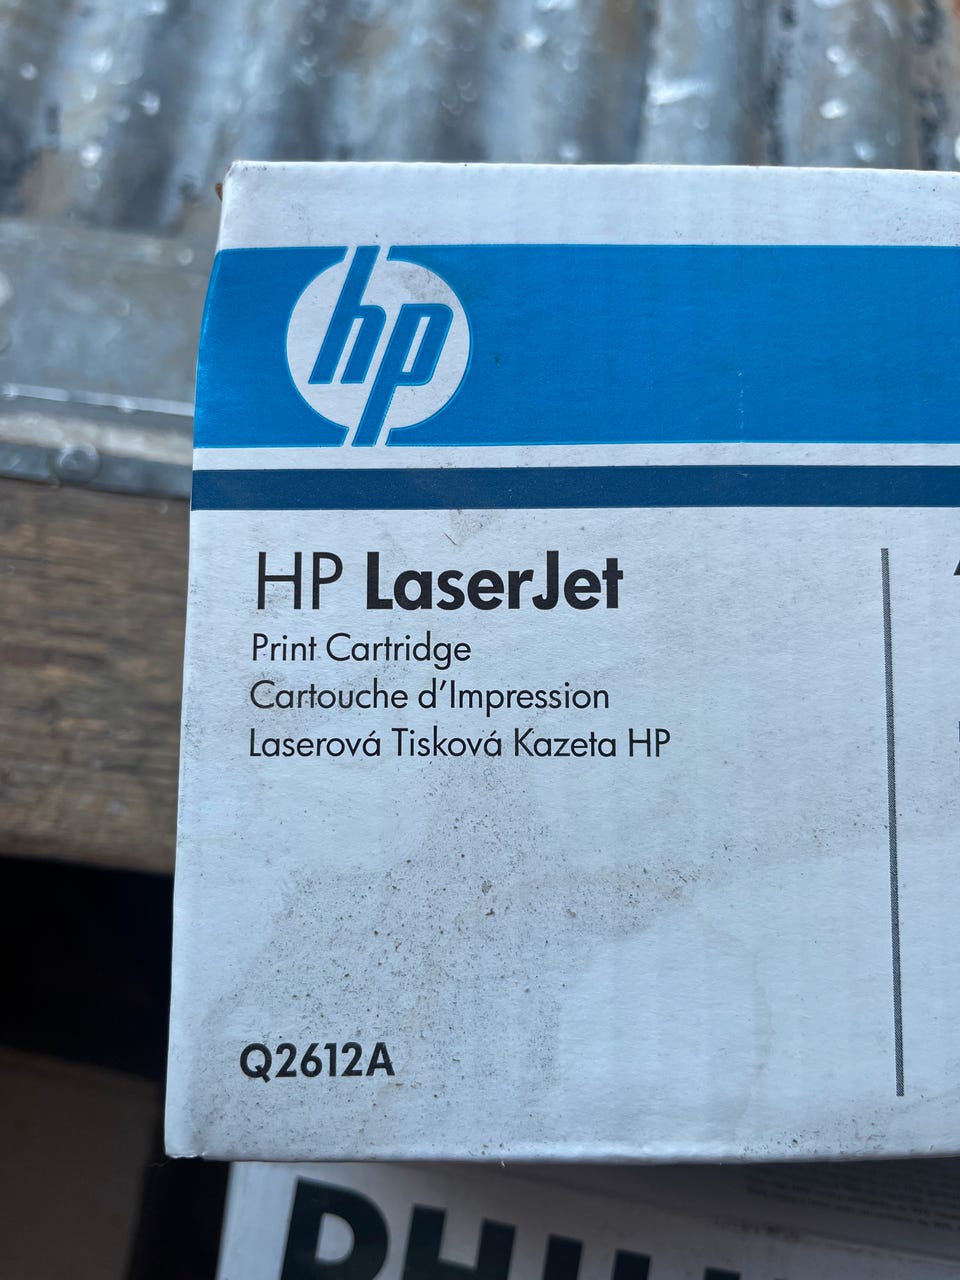 hp
HP LaserJet
Print Cartridge
Cartouche d'Impression
Laserová Tisková Kazeta HP
Q2612A